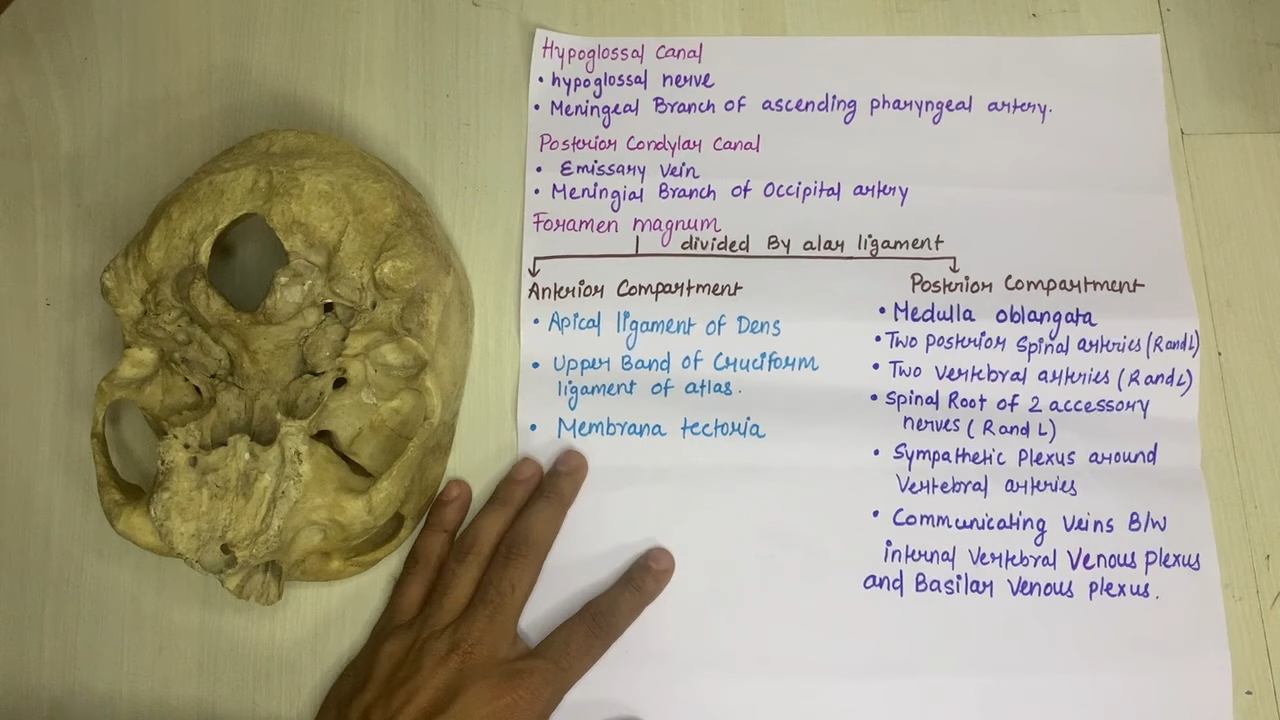 Hypoglossal Canal
• hypoglossal nerve
• Meningeal Branch of ascending pharyngeal artery.
Posterior Condylar Canal
• Emissary vein
• Meningial Branch of Occipital artery
Foramen magnum
divided By alar ligament
Anterior Compartment
• Apical ligament of Dens
• Upper Band of Cruciform
ligament of atlas.
• Membrana tectoria
Posterior Compartment
• Medulla oblangata
• Two posterior Spinal arteries (R and L)
• Two vertebral arteries (R and L)
• Spinal Root of 2 accessory
nerves (R and L)
• Sympathetic Plexus around
Vertebral arteries
• Communicating Veins B/W
internal Vertebral Venous plexus
and Basilar Venous plexus.